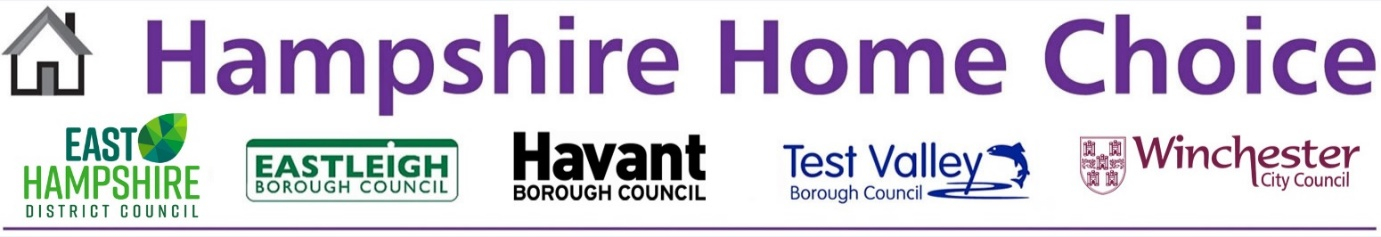 Hampshire Home Choice
EAST
HAMPSHIRE
DISTRICT COUNCIL
EASTLEIGH
BOROUGH COUNCIL
Havant
BOROUGH COUNCIL
Test Valley
Borough Council
Winchester
City Council